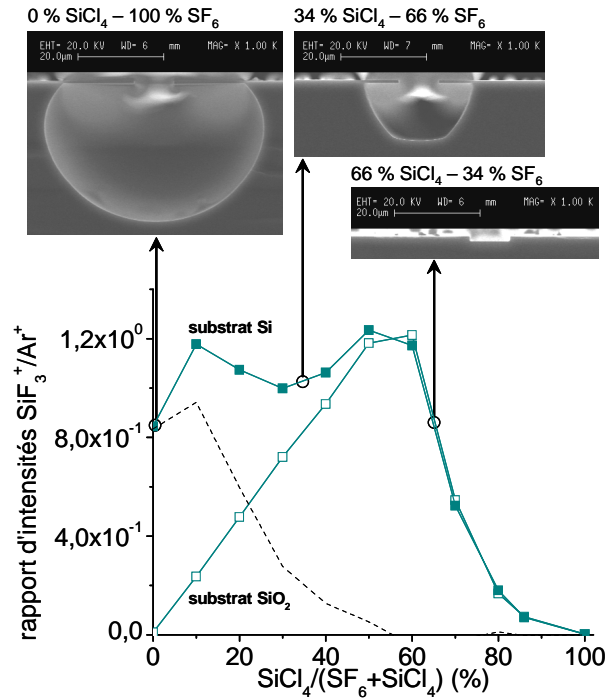 0 % SiCl₄ – 100 % SF₆
34 % SiCl₄ – 66 % SF₆
EHT= 20.0 KV WD= 6 mm MAG= X 1.00 K
20.0µm
EHT= 20.0 KV WD= 7 mm MAG= X 1.00 K
20.0µm
66 % SiCl₄ – 34 % SF₆
EHT= 20.0 KV WD= 6 mm MAG= X 1.00 K
20.0µm
substrat Si
substrat SiO₂
rapport d'intensités SiF₃⁺/Ar⁺
1,2x10⁰
8,0x10⁻¹
4,0x10⁻¹
0,0
0 20 40 60 80 100
SiCl₄/(SF₆+SiCl₄) (%)